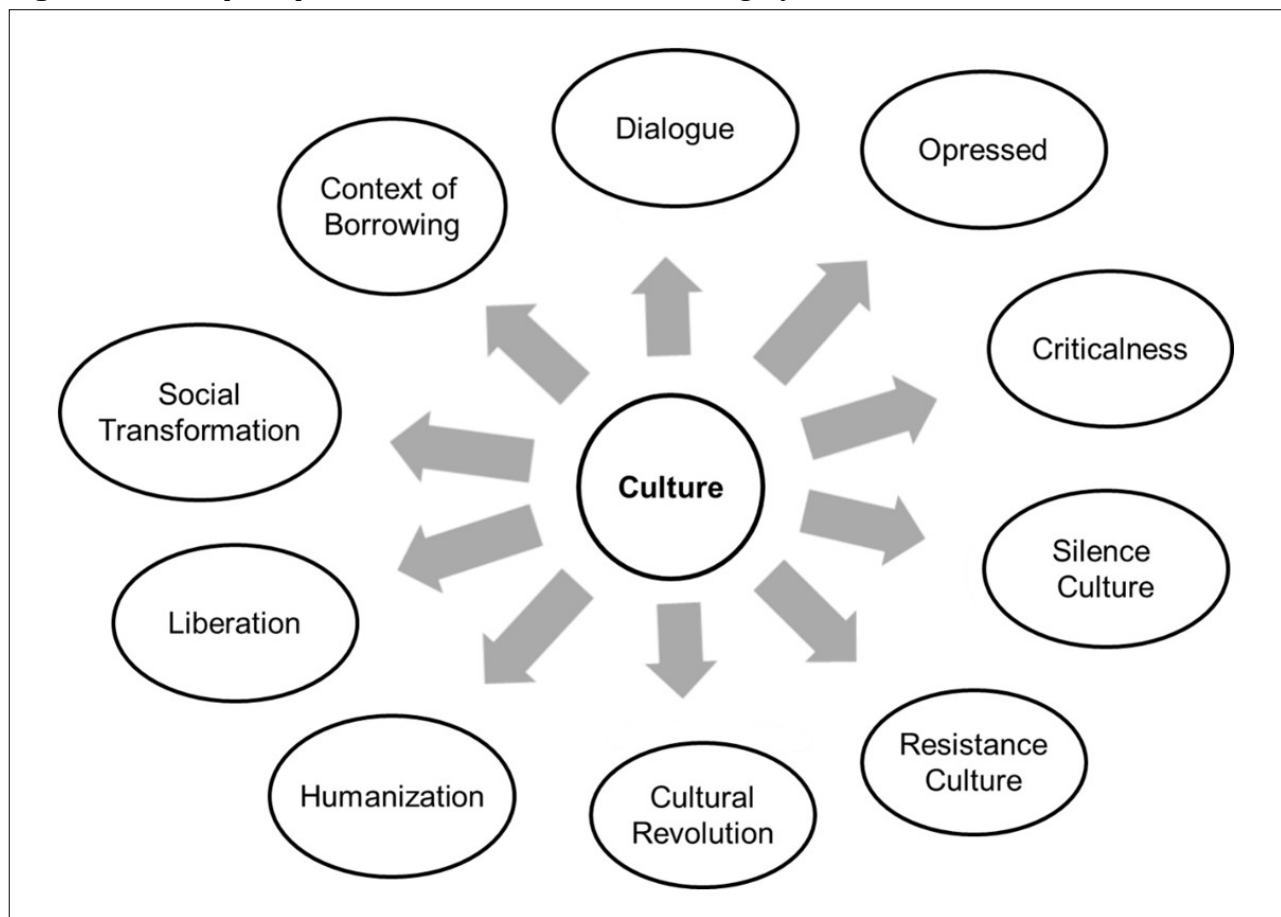 Dialogue
Opressed
Context of
Borrowing
Criticalness
Social
Transformation
Culture
Silence
Culture
Liberation
Resistance
Culture
Humanization
Cultural
Revolution